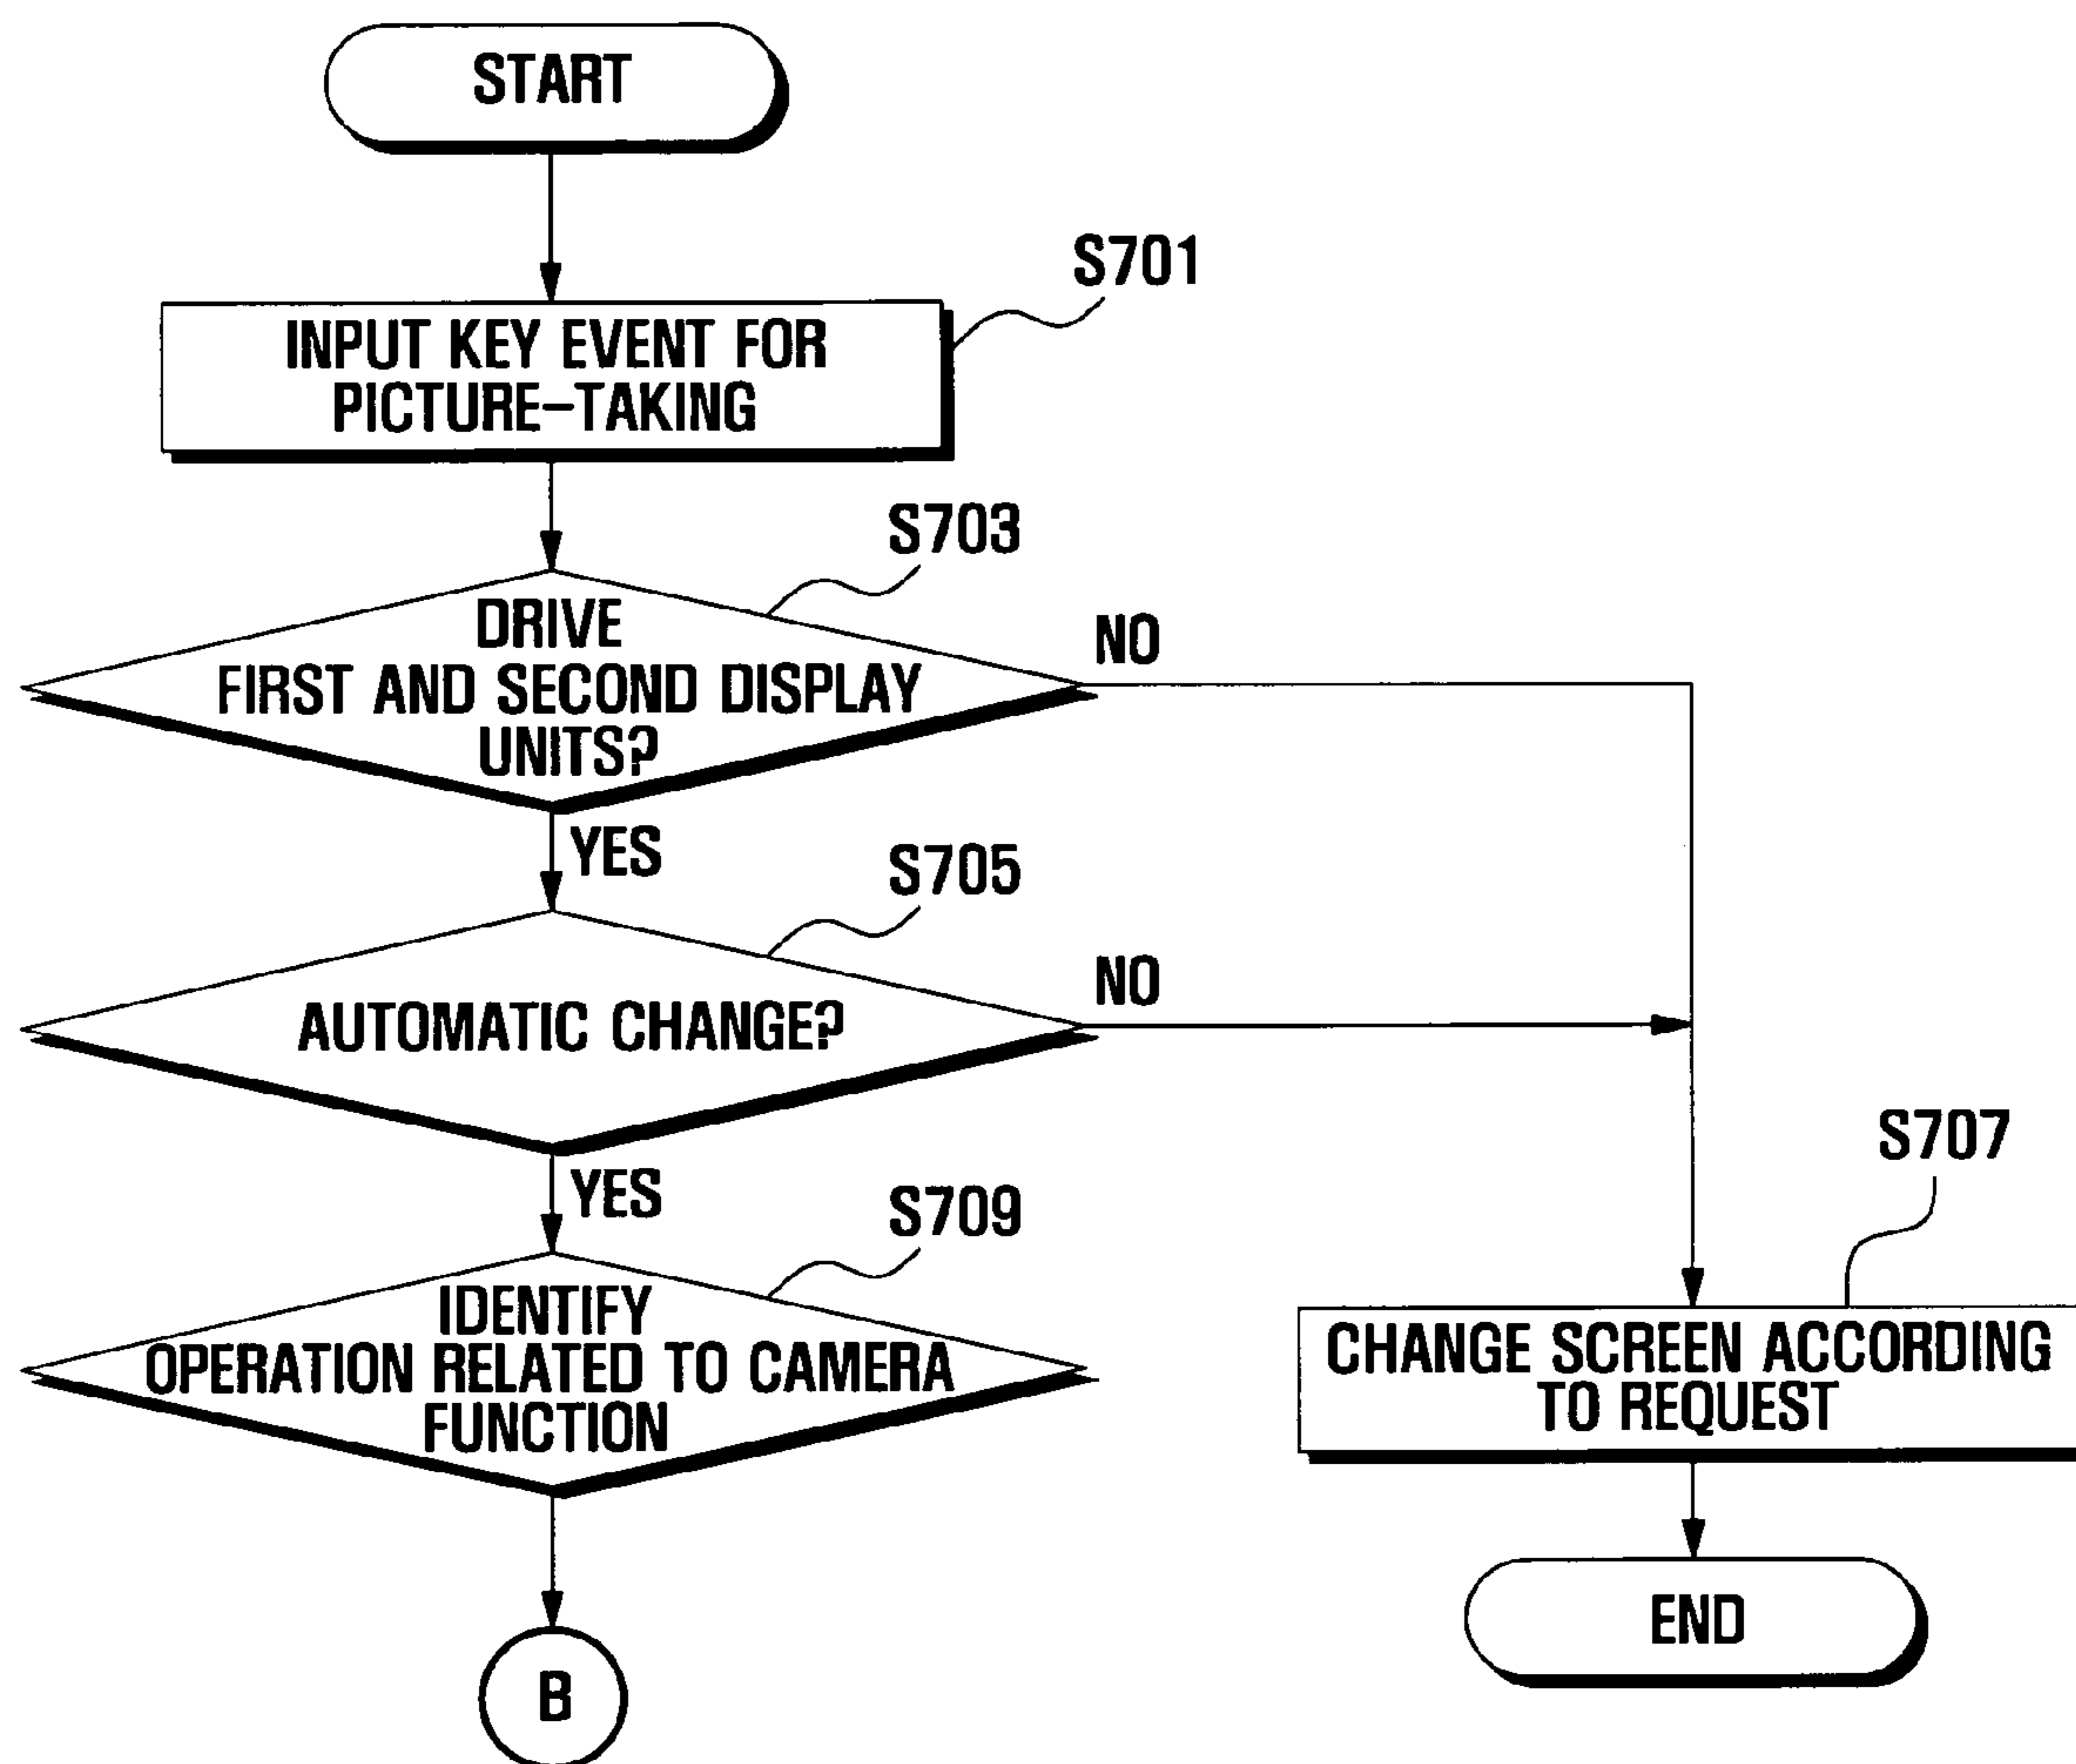 START
S701
INPUT KEY EVENT FOR
PICTURE-TAKING
S703
DRIVE
FIRST AND SECOND DISPLAY
UNITS?
NO
YES
S705
AUTOMATIC CHANGE?
NO
YES
S709
IDENTIFY
OPERATION RELATED TO CAMERA
FUNCTION
S707
CHANGE SCREEN ACCORDING
TO REQUEST
END
B